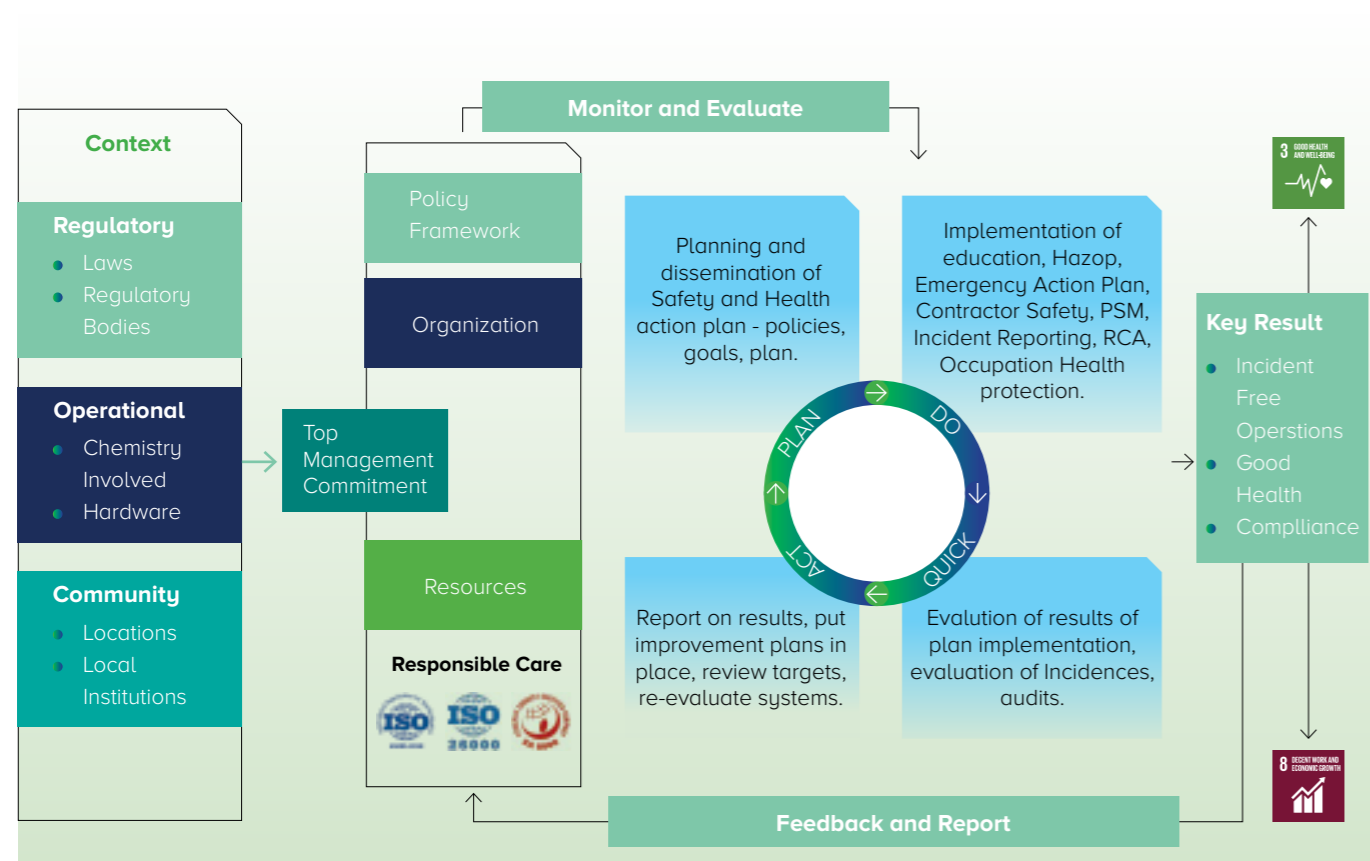 Monitor and Evaluate
Context
Regulatory
Laws
Regulatory
Bodies
Operational
Chemistry
Involved
Hardware
Community
Locations
Local
Institutions
Top
Management
Commitment
Policy
Framework
Organization
Resources
Responsible Care
ISO
ISO
26000
Planning and
dissemination of
Safety and Health
action plan - policies,
goals, plan.
Implementation of
education, Hazop,
Emergency Action Plan,
Contractor Safety, PSM,
Incident Reporting, RCA,
Occupation Health
protection.
PLAN
DO
QUICK
ACT
Report on results, put
improvement plans in
place, review targets,
re-evaluate systems.
Evalution of results of
plan implementation,
evaluation of Incidences,
audits.
3 GOOD HEALTH
AND WELL-BEING
Key Result
Incident
Free
Operstions
Good
Health
Complliance
8 DECENT WORK AND
ECONOMIC GROWTH
Feedback and Report